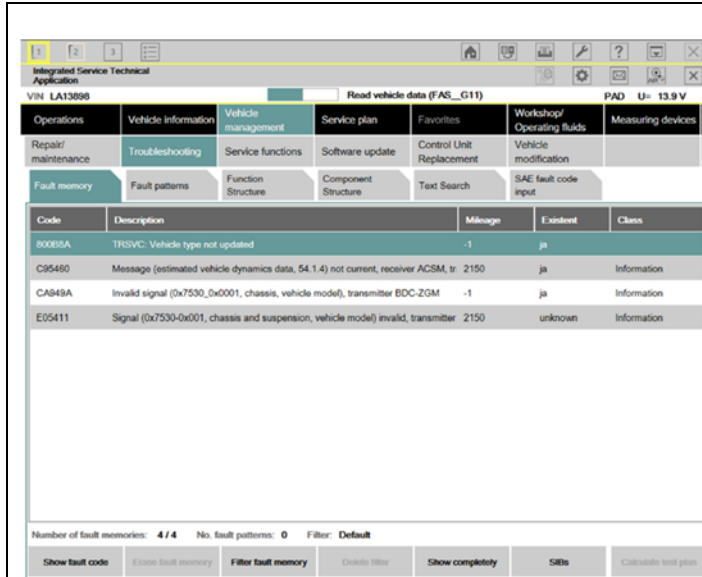 1 2 3 ?
Integrated Service Technical
Application
VIN LA13898 Read vehicle data (FAS__G11) PAD U= 13.9 V
Operations Vehicle information Vehicle management Service plan Favorites Workshop/ Operating fluids Measuring devices
Repair/ maintenance Troubleshooting Service functions Software update Control Unit Replacement Vehicle modification
Fault memory Fault patterns Function Structure Component Structure Text Search SAE fault code input
Code Description Mileage Existent Class
800B8A TRSVC: Vehicle type not updated -1 ja
C95460 Message (estimated vehicle dynamics data, 54.1.4) not current, receiver ACSM, tr: 2150 ja Information
CA949A Invalid signal (0x7530_0x0001, chassis, vehicle model), transmitter BDC-ZGM -1 ja Information
E05411 Signal (0x7530-0x001, chassis and suspension, vehicle model) invalid, transmitter 2150 unknown Information
Number of fault memories: 4 / 4 No. fault patterns: 0 Filter: Default
Show fault code Erase fault memory Filter fault memory Delete filter Show completely SIBs Calculate test plan